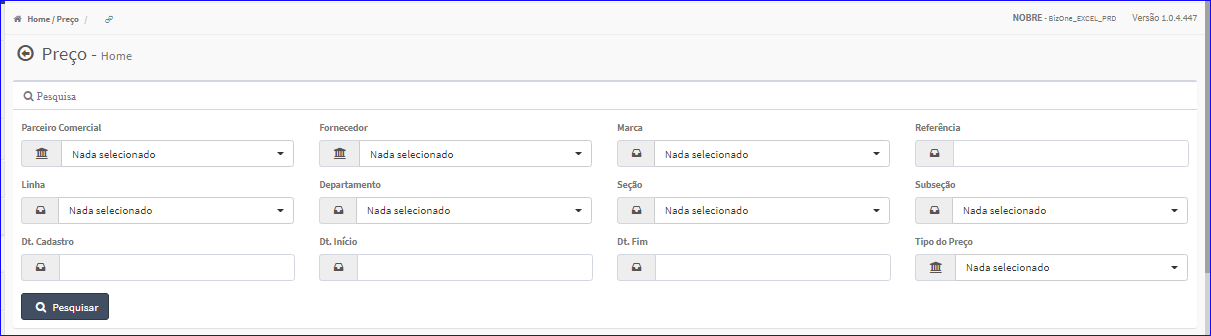 Home / Preço /
NOBRE - BizOne_EXCEL_PRD Versão 1.0.4.447
Preço - Home
Pesquisa
Parceiro Comercial Fornecedor Marca Referência
Nada selecionado Nada selecionado Nada selecionado
Linha Departamento Seção Subseção
Nada selecionado Nada selecionado Nada selecionado Nada selecionado
Dt. Cadastro Dt. Início Dt. Fim Tipo do Preço
Nada selecionado
Pesquisar